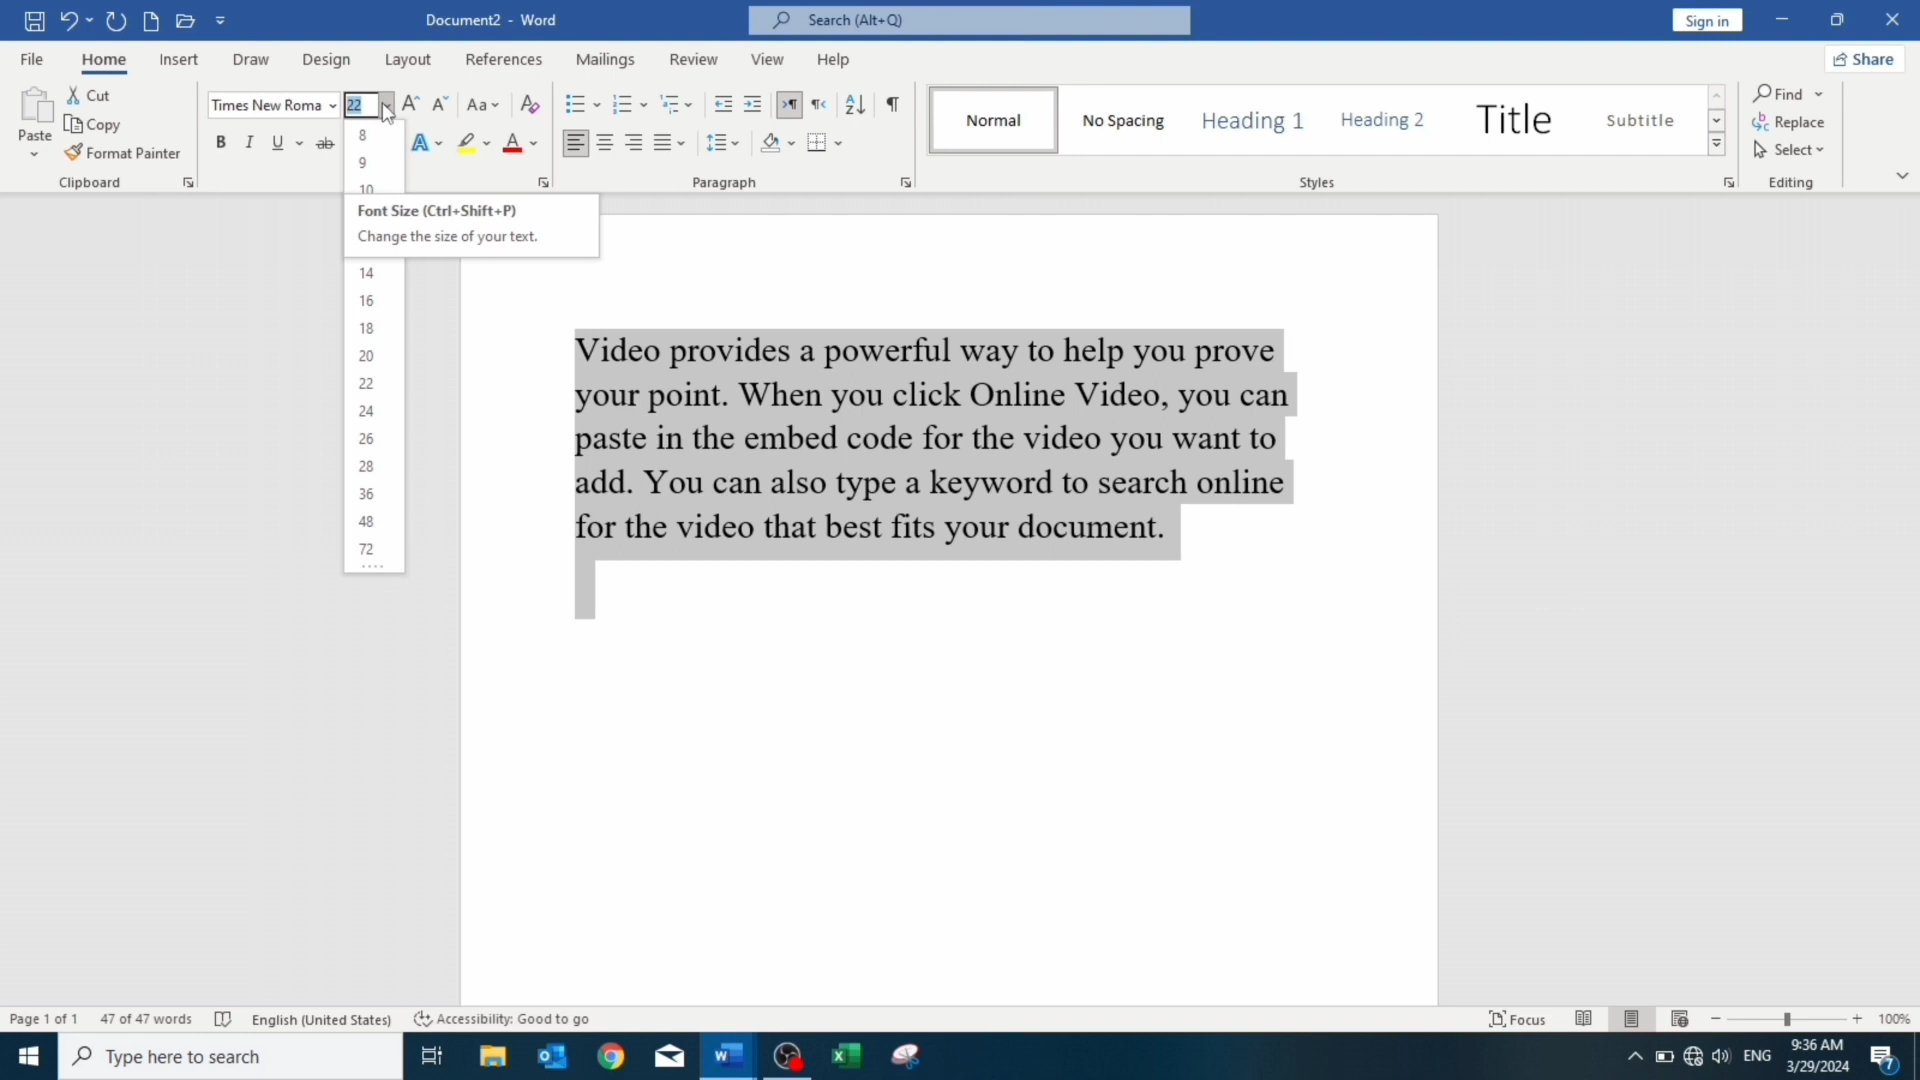 Document2 - Word
Search (Alt+Q)
Sign in
File Home Insert Draw Design Layout References Mailings Review View Help
Share
Paste
Cut
Copy
Format Painter
Clipboard
Times New Roma 22
Aa
B I U ab A A
8
9
10
Font Size (Ctrl+Shift+P)
Change the size of your text.
14
16
18
20
22
24
26
28
36
48
72
Paragraph
Normal
No Spacing
Heading 1
Heading 2
Title
Subtitle
Styles
Find
Replace
Select
Editing
Video provides a powerful way to help you prove
your point. When you click Online Video, you can
paste in the embed code for the video you want to
add. You can also type a keyword to search online
for the video that best fits your document.
Page 1 of 1 47 of 47 words English (United States) Accessibility: Good to go
Focus
100%
Type here to search
ENG
9:36 AM
3/29/2024
7